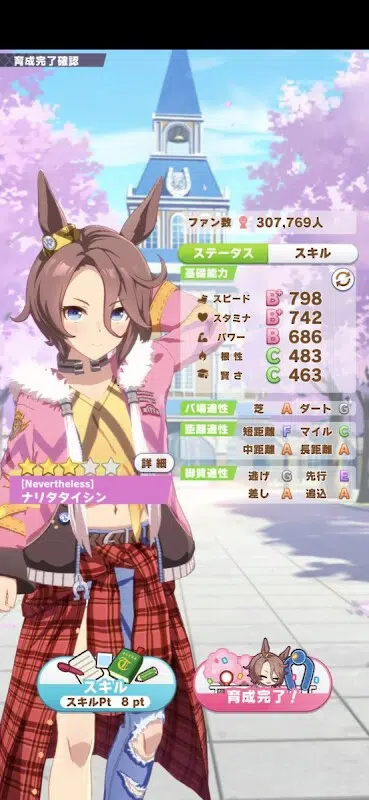 育成完了確認
ファン数 307,769人
ステータス スキル
基礎能力
スピード B+ 798
スタミナ B+ 742
パワー B 686
根性 C 483
賢さ C 463
バ場適性 芝 A ダート G
距離適性 短距離 F マイル C
中距離 A 長距離 A
脚質適性 逃げ G 先行 E
差し A 追込 A
詳細
[Nevertheless]
ナリタタイシン
スキル
スキルPt 8 pt
育成完了!